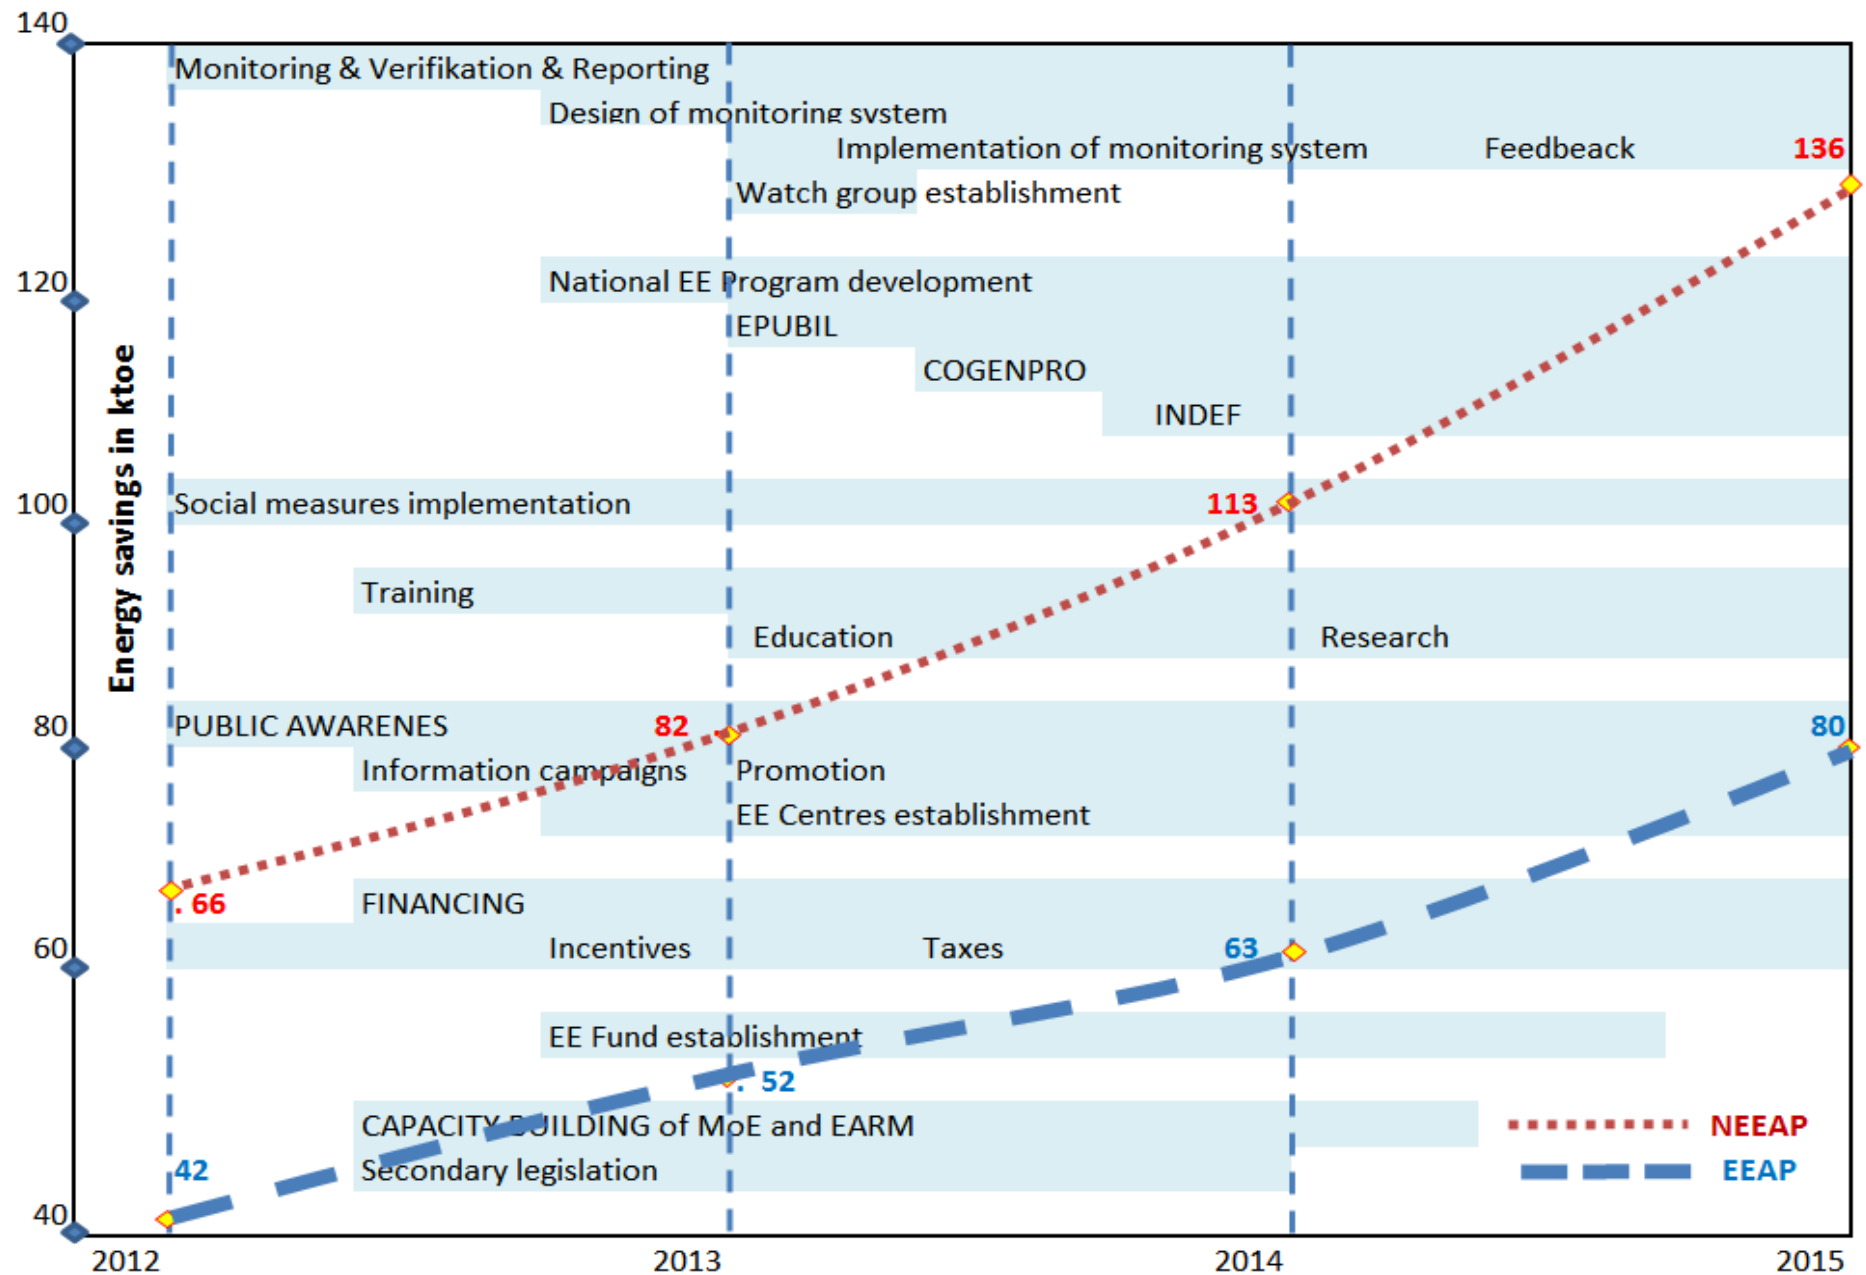 140
Monitoring & Verifikation & Reporting
Design of monitoring system
Implementation of monitoring system Feedbeack 136
Watch group establishment
120 National EE Program development
EPUBIL
COGENPRO
INDEF
Energy savings in ktoe
100 Social measures implementation 113
Training
Education Research
80 PUBLIC AWARENES 82 . 80
Information campaigns Promotion
EE Centres establishment
. 66 FINANCING
60 Incentives Taxes 63
EE Fund establishment
. 52
CAPACITY BUILDING of MoE and EARM NEEAP
42 Secondary legislation EEAP
40
2012 2013 2014 2015